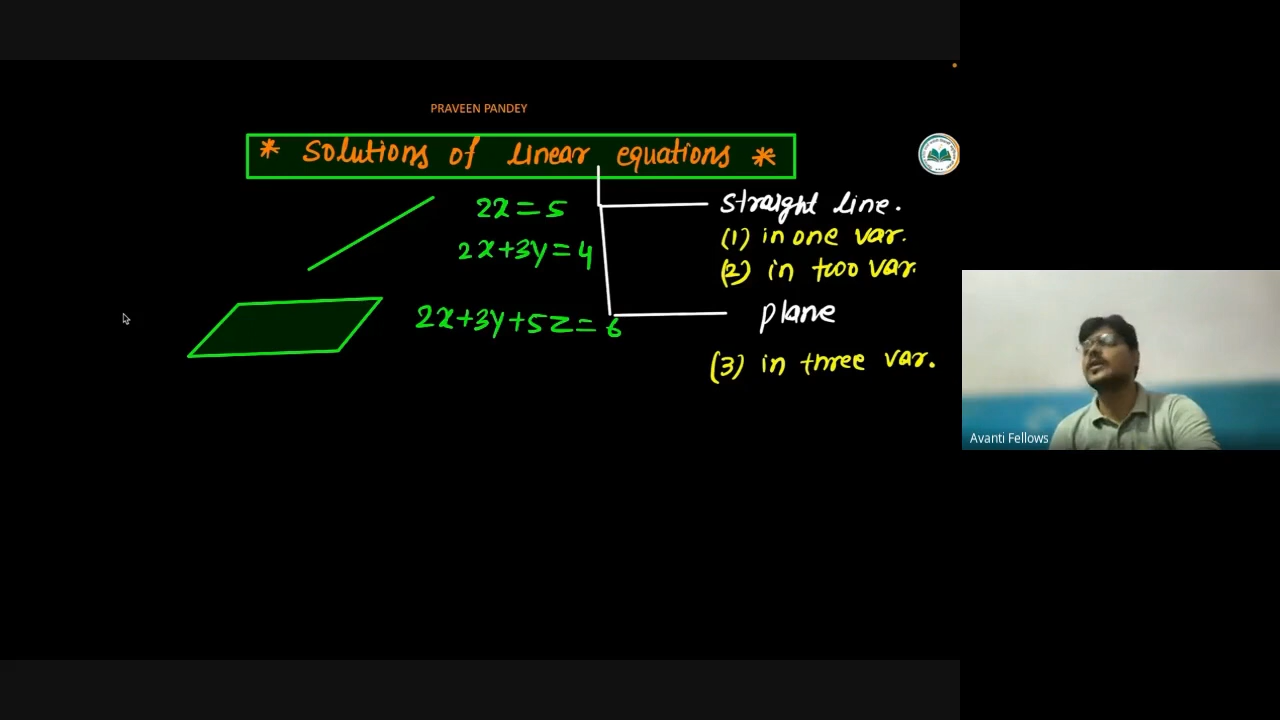 PRAVEEN PANDEY
* Solutions of linear equations *
2x = 5
straight line.
(1) in one var.
2x+3y = 4
(2) in two var.
plane
2x+3y+5z = 6
(3) in three var.
Avanti Fellows